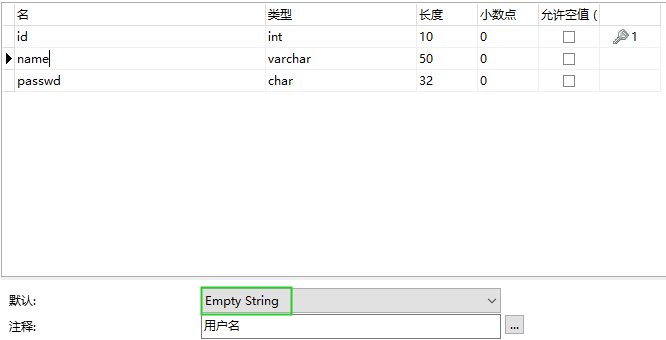 名 类型 长度 小数点 允许空值 (
id int 10 0 1
name varchar 50 0
passwd char 32 0
默认: Empty String
注释: 用户名 ...